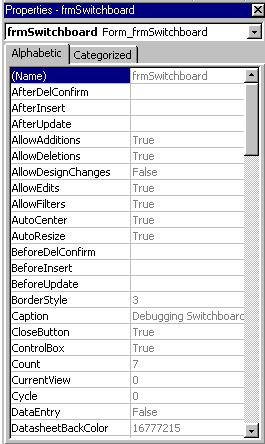 Properties - frmSwitchboard
frmSwitchboard Form_frmSwitchboard
Alphabetic Categorized
(Name) frmSwitchboard
AfterDelConfirm
AfterInsert
AfterUpdate
AllowAdditions True
AllowDeletions True
AllowDesignChanges False
AllowEdits True
AllowFilters True
AutoCenter True
AutoResize True
BeforeDelConfirm
BeforeInsert
BeforeUpdate
BorderStyle 3
Caption Debugging Switchboard
CloseButton True
ControlBox True
Count 7
CurrentView 0
Cycle 0
DataEntry False
DatasheetBackColor 16777215